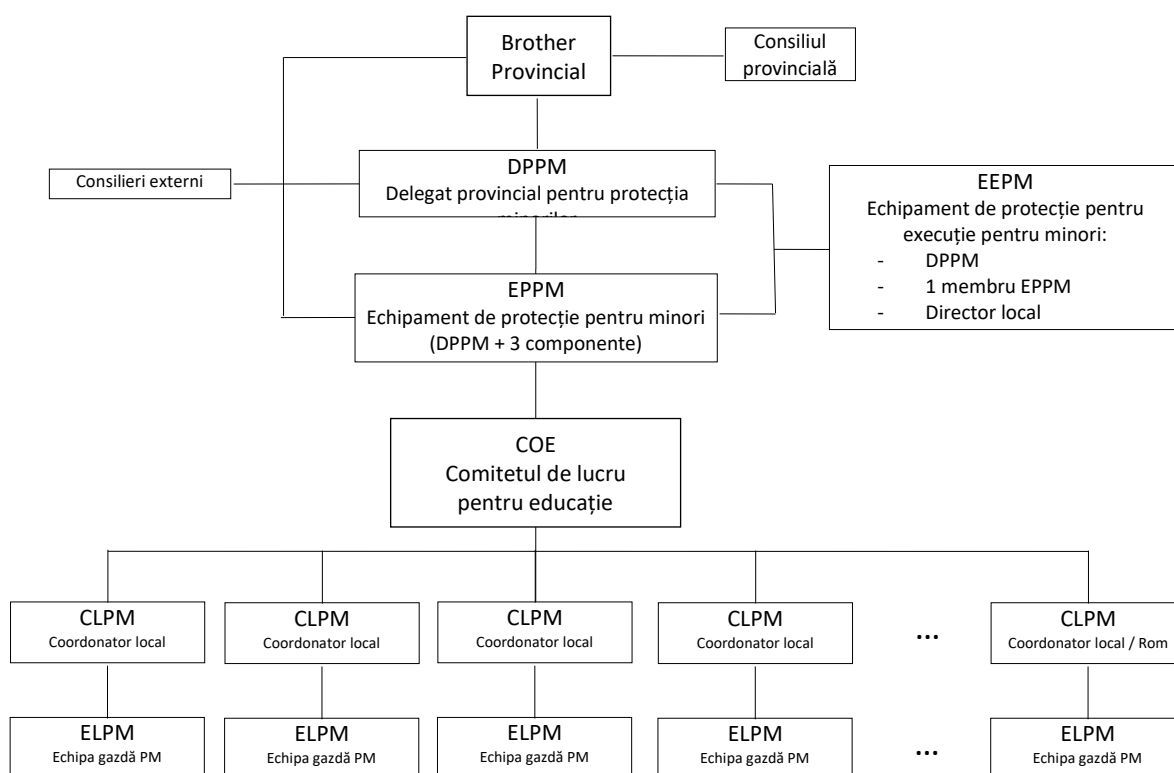 Brother
Provincial
Consiliul
provincială
Consilieri externi
DPPM
Delegat provincial pentru protecția
EEPM
Echipament de protecție pentru
execuție pentru minori:
- DPPM
- 1 membru EPPM
- Director local
EPPM
Echipament de protecție pentru minori
(DPPM + 3 componente)
COE
Comitetul de lucru
pentru educație
CLPM
Coordonator local
CLPM
Coordonator local
CLPM
Coordonator local
CLPM
Coordonator local
...
CLPM
Coordonator local / Rom
ELPM
Echipa gazdă PM
ELPM
Echipa gazdă PM
ELPM
Echipa gazdă PM
ELPM
Echipa gazdă PM
...
ELPM
Echipa gazdă PM